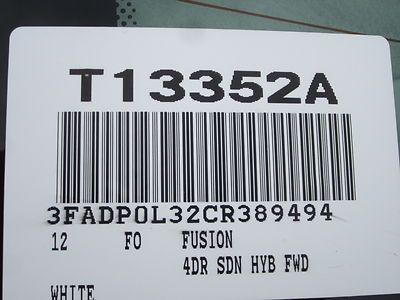 T13352A
3FADP0L32CR389494
12 FO FUSION
4DR SDN HYB FWD
WHITE